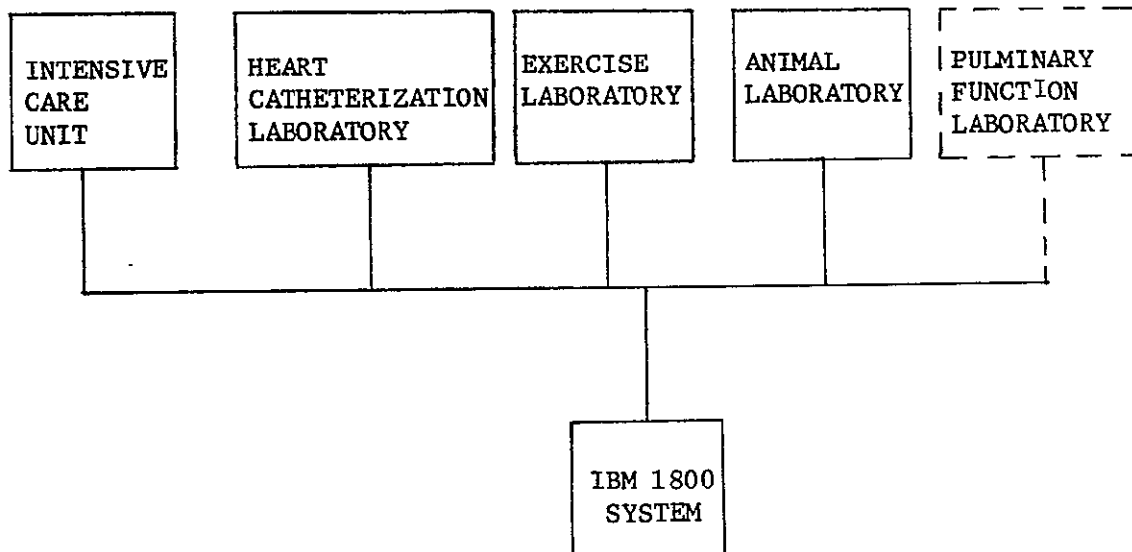 INTENSIVE
CARE
UNIT
HEART
CATHETERIZATION
LABORATORY
EXERCISE
LABORATORY
ANIMAL
LABORATORY
PULMINARY
FUNCTION
LABORATORY
IBM 1800
SYSTEM